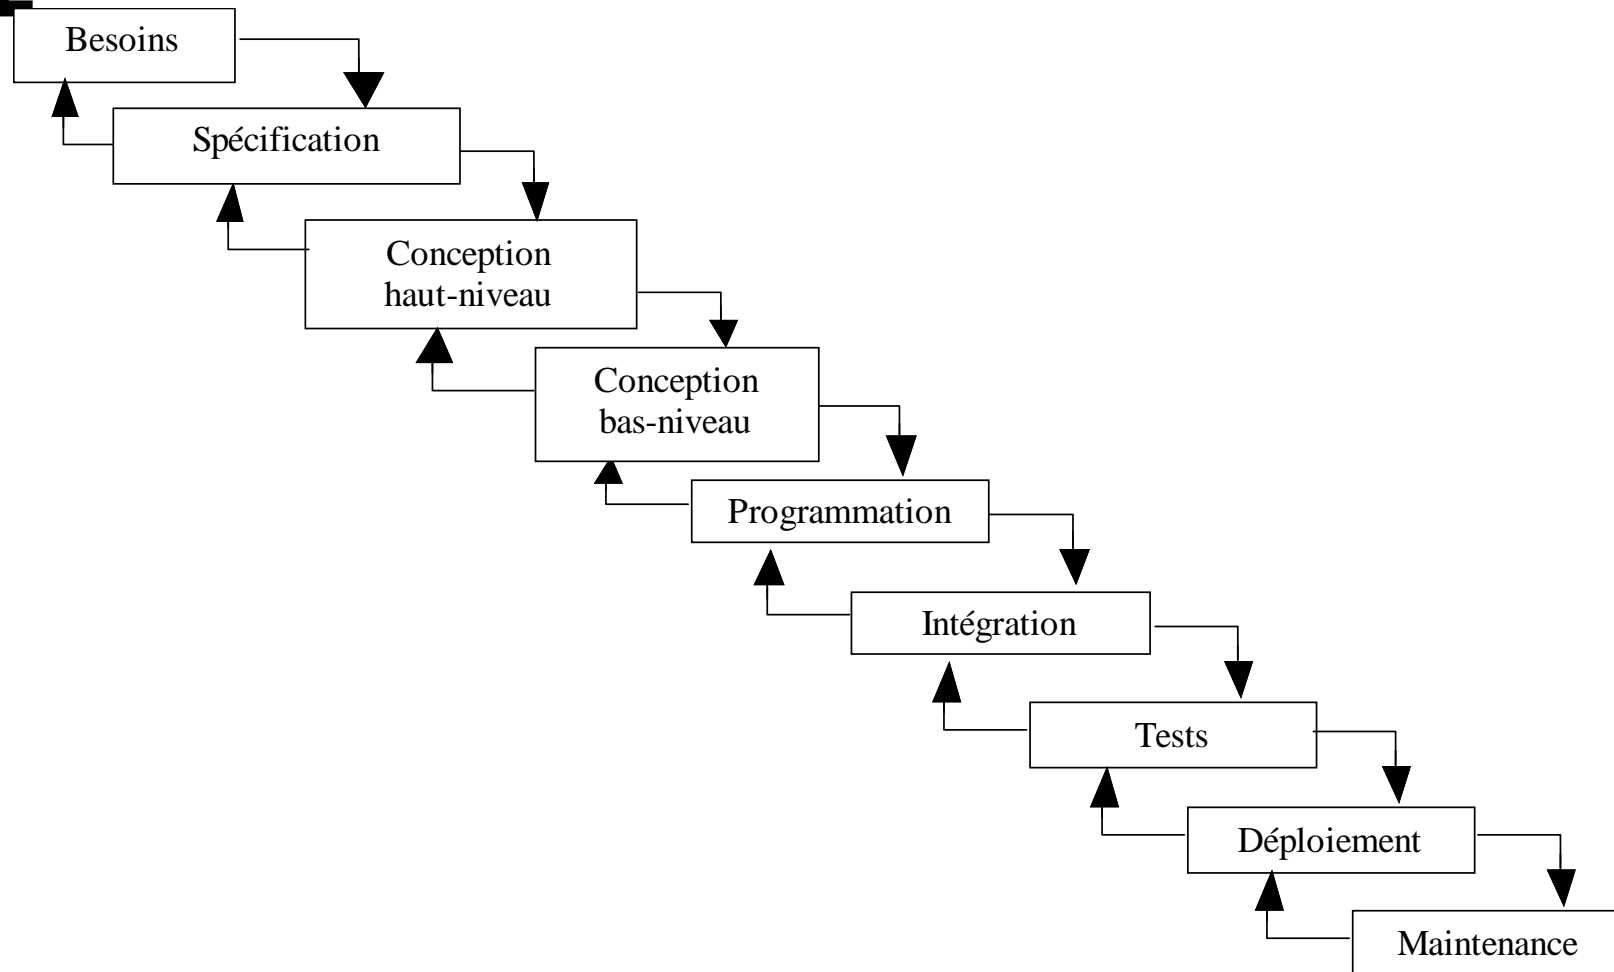 Besoins
Spécification
Conception
haut-niveau
Conception
bas-niveau
Programmation
Intégration
Tests
Déploiement
Maintenance